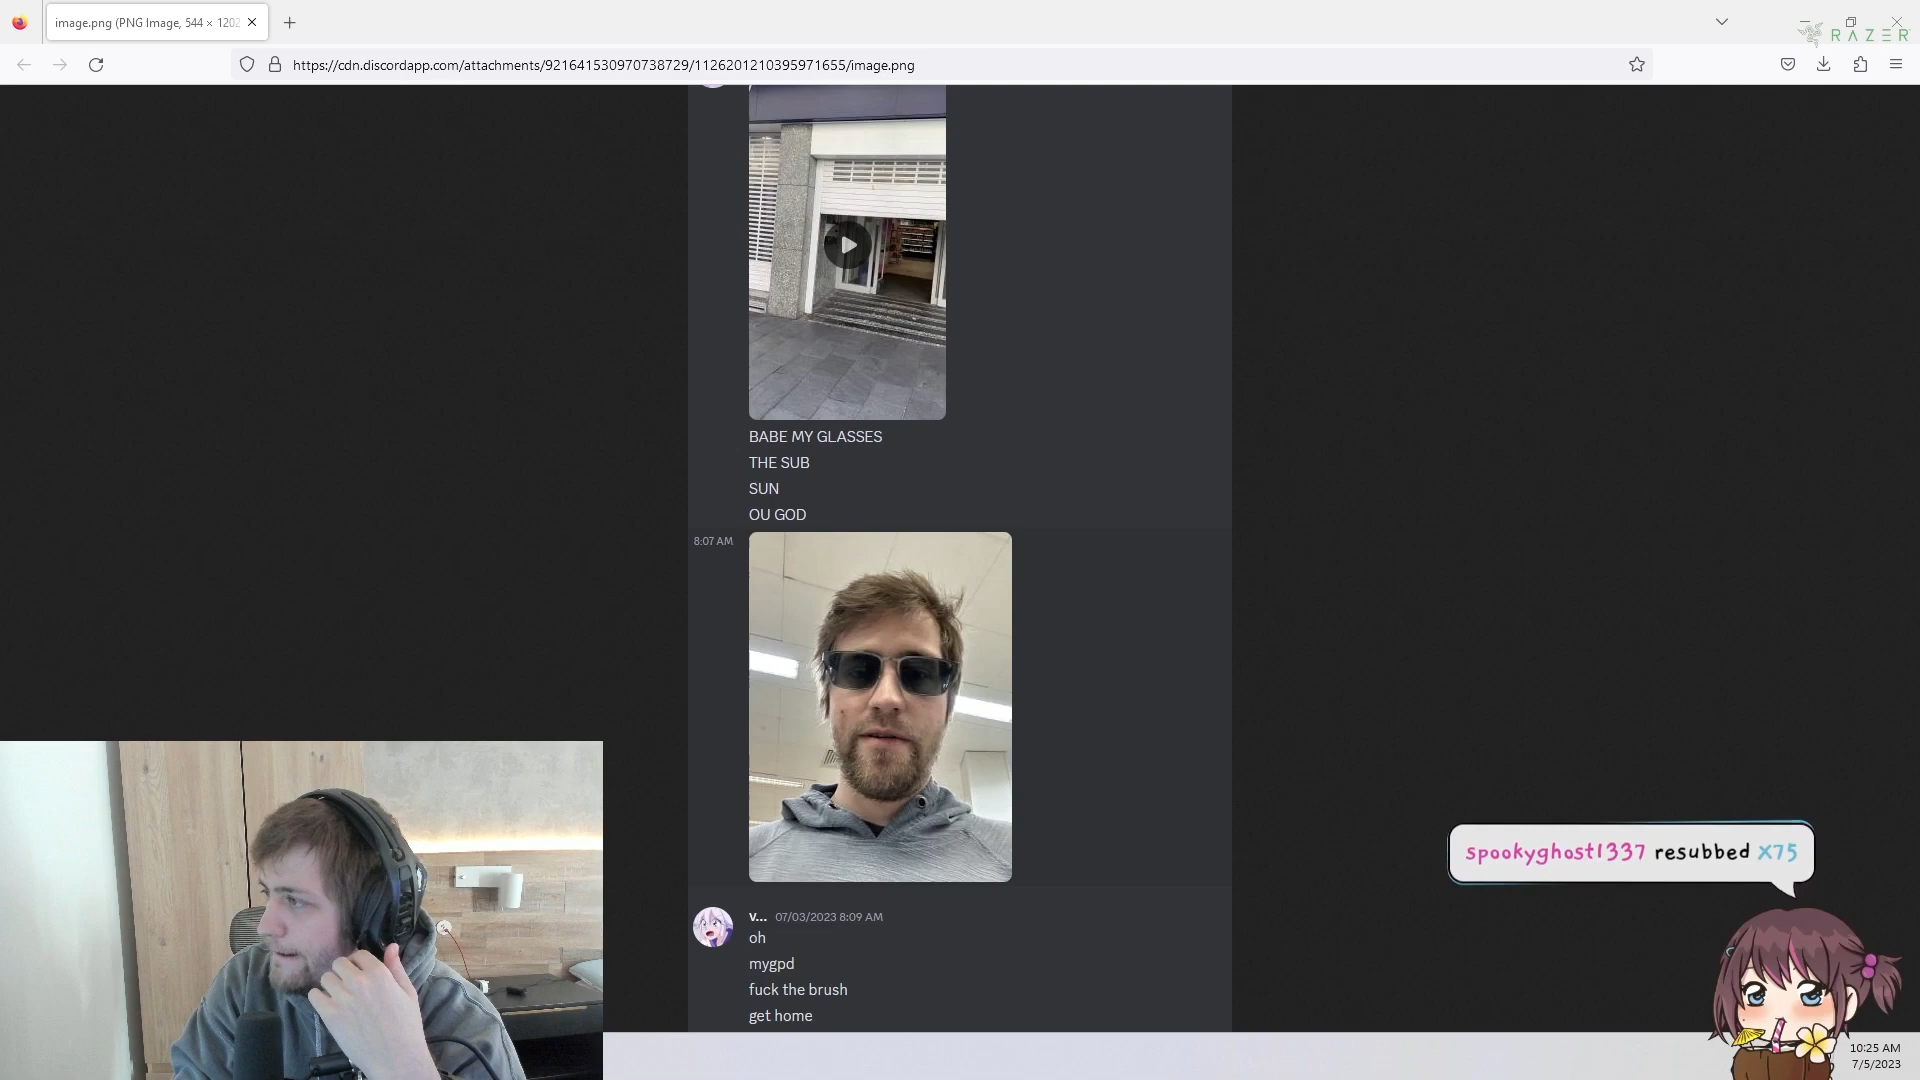 image.png (PNG Image, 544 × 1202
RAZER
https://cdn.discordapp.com/attachments/921641530970738729/1126201210395971655/image.png
BABE MY GLASSES
THE SUB
SUN
OU GOD
8:07 AM
v... 07/03/2023 8:09 AM
oh
mygpd
fuck the brush
get home
spookyghost1337 resubbed X75
10:25 AM
7/5/2023